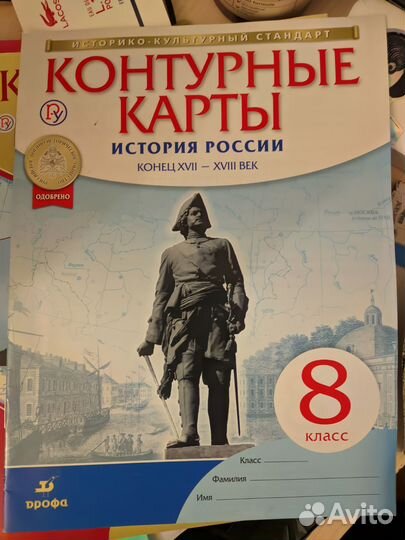 ИСТОРИКО-КУЛЬТУРНЫЙ СТАНДАРТ
КОНТУРНЫЕ
КАРТЫ
ИСТОРИЯ РОССИИ
КОНЕЦ XVII – XVIII ВЕК
ОДОБРЕНО
8
КЛАСС
Класс
Фамилия
Имя
ДРОФА
Avito